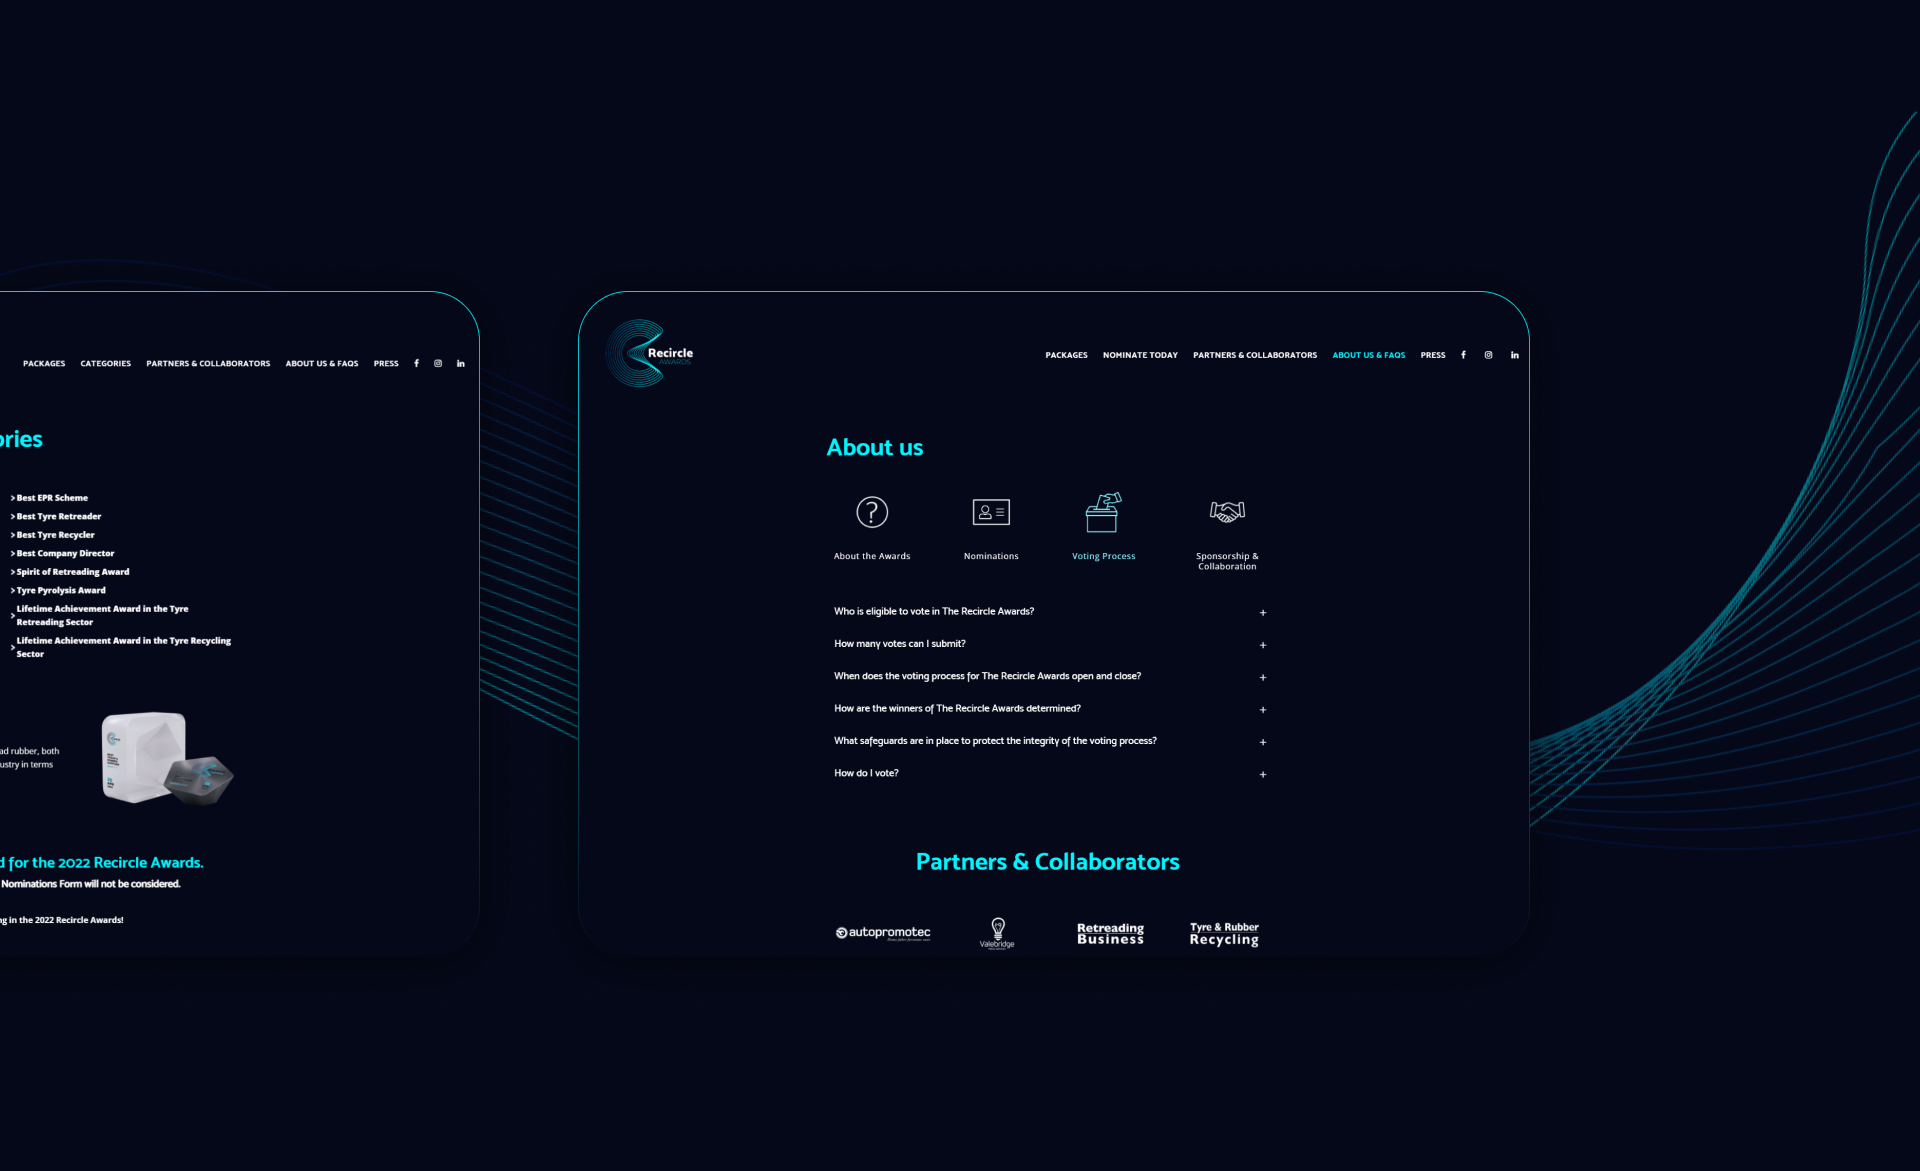 PACKAGES CATEGORIES PARTNERS & COLLABORATORS ABOUT US & FAQS PRESS
ories
> Best EPR Scheme
> Best Tyre Retreader
> Best Tyre Recycler
> Best Company Director
> Spirit of Retreading Award
> Tyre Pyrolysis Award
> Lifetime Achievement Award in the Tyre
Retreading Sector
> Lifetime Achievement Award in the Tyre Recycling
Sector
ad rubber, both
ustry in terms
d for the 2022 Recircle Awards.
Nominations Form will not be considered.
ng in the 2022 Recircle Awards!
Recircle
AWARDS
PACKAGES NOMINATE TODAY PARTNERS & COLLABORATORS ABOUT US & FAQS PRESS
About us
About the Awards
Nominations
Voting Process
Sponsorship &
Collaboration
Who is eligible to vote in The Recircle Awards? +
How many votes can I submit? +
When does the voting process for The Recircle Awards open and close? +
How are the winners of The Recircle Awards determined? +
What safeguards are in place to protect the integrity of the voting process? +
How do I vote? +
Partners & Collaborators
autopromotec
Valebridge
Retreading
Business
Tyre & Rubber
Recycling